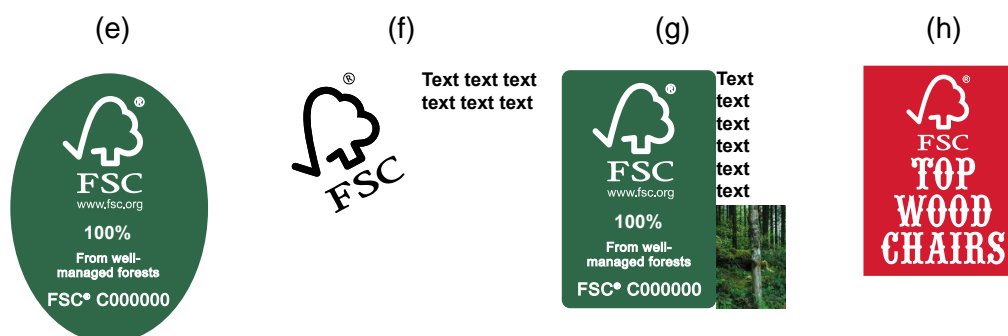 (e)
(f)
(g)
(h)
®
FSC
www.fsc.org
100%
From well-
managed forests
FSC® C000000
®
FSC
Text text text
text text text
®
FSC
www.fsc.org
100%
From well-
managed forests
FSC® C000000
Text
text
text
text
text
text
®
FSC
TOP
WOOD
CHAIRS